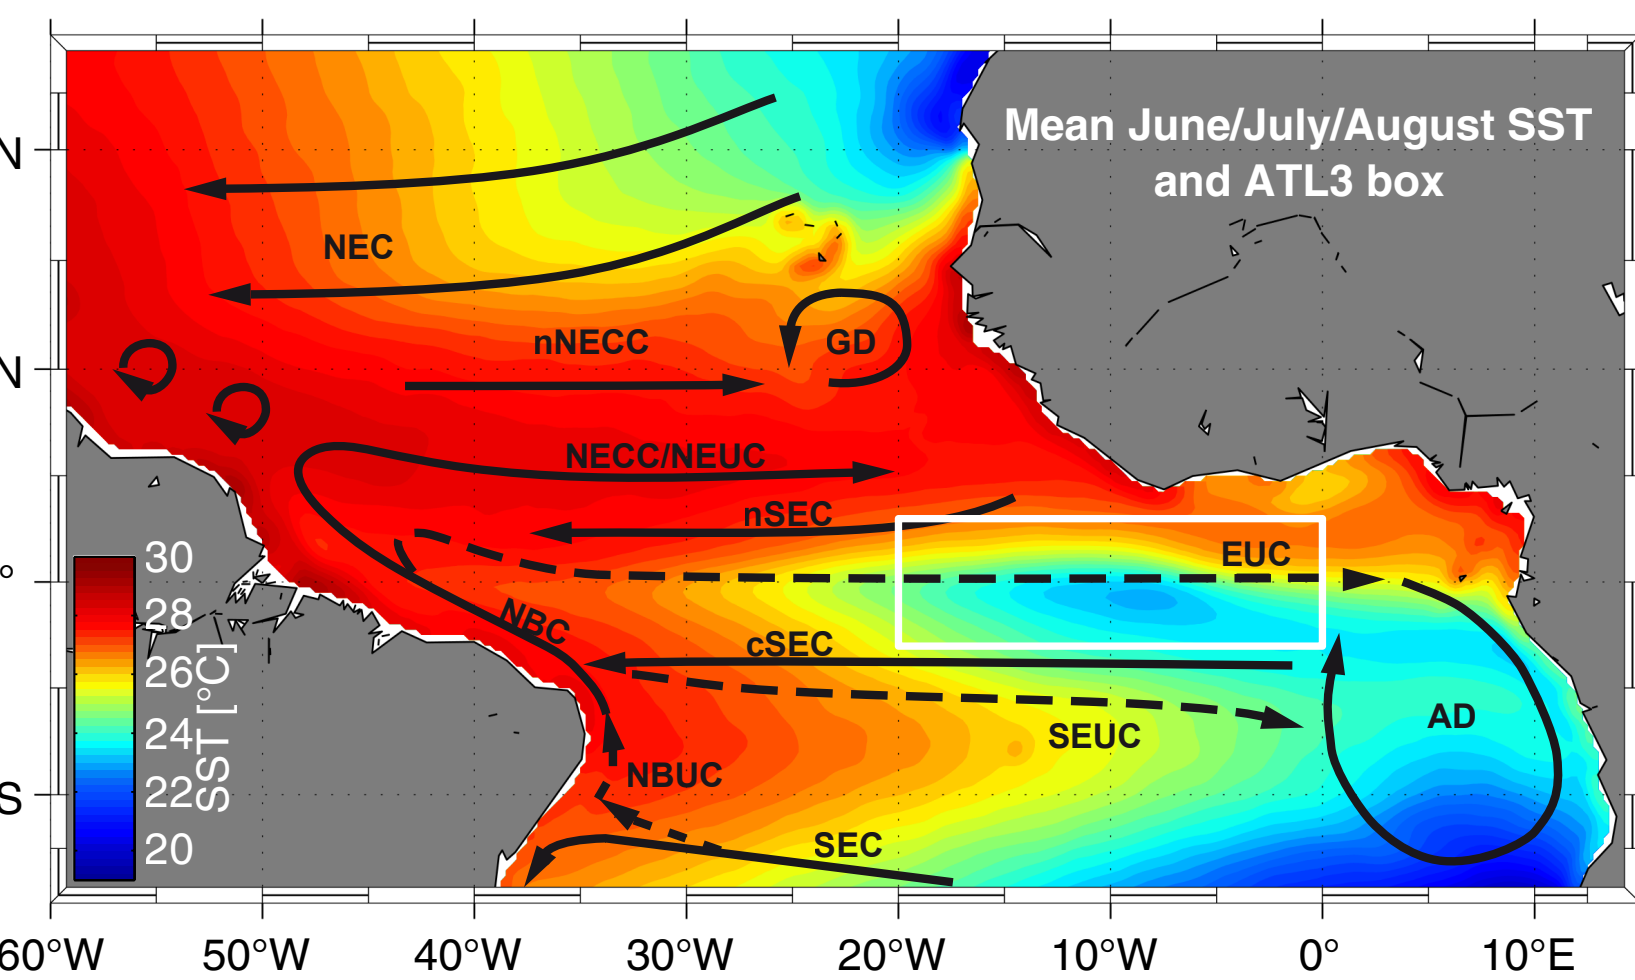 Mean June/July/August SST
and ATL3 box
N
NEC
nNECC
GD
N
NECC/NEUC
nSEC
EUC
°
NBC
cSEC
AD
SEUC
NBUC
S
SEC
30
28
26
24
22
20
SST [°C]
60°W 50°W 40°W 30°W 20°W 10°W 0° 10°E